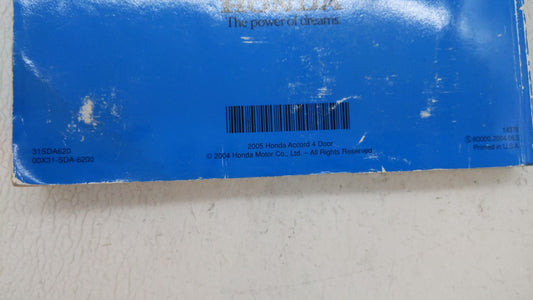 HONDA
The power of dreams
2005 Honda Accord 4 Door
© 2004 Honda Motor Co., Ltd. – All Rights Reserved
31SDA620
00X31-SDA-6200
Printed in U.S.A.